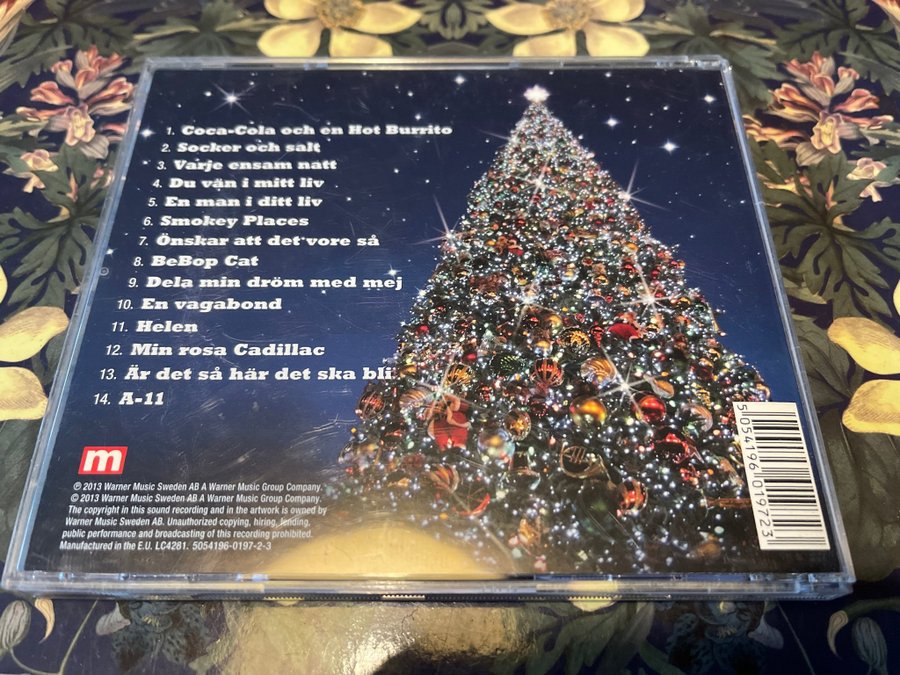 1. Coca-Cola och en Hot Burrito
2. Socker och salt
3. Varje ensam natt
4. Du vän i mitt liv
5. En man i ditt liv
6. Smokey Places
7. Önskar att det vore så
8. BeBop Cat
9. Dela min dröm med mej
10. En vagabond
11. Helen
12. Min rosa Cadillac
13. Är det så här det ska bli
14. A-11
m
℗ 2013 Warner Music Sweden AB A Warner Music Group Company.
© 2013 Warner Music Sweden AB A Warner Music Group Company.
The copyright in this sound recording and in the artwork is owned by
Warner Music Sweden AB. Unauthorized copying, hiring, lending,
public performance and broadcasting of this recording prohibited.
Manufactured in the E.U. LC4281. 5054196-0197-2-3
5 054196 019723